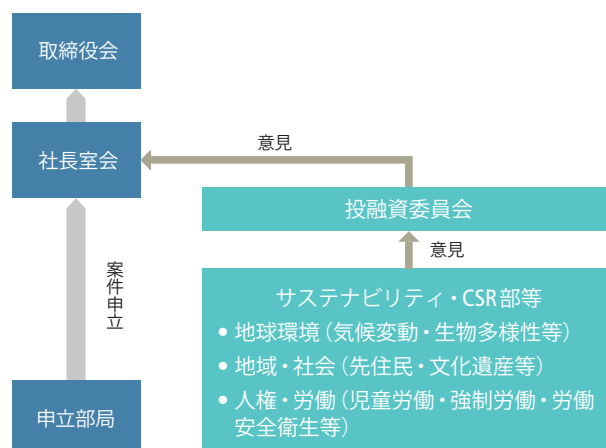 取締役会
社長室会
意見
投融資委員会
意見
案件申立
サステナビリティ・CSR部等
• 地球環境（気候変動・生物多様性等）
• 地域・社会（先住民・文化遺産等）
• 人権・労働（児童労働・強制労働・労働
安全衛生等）
申立部局